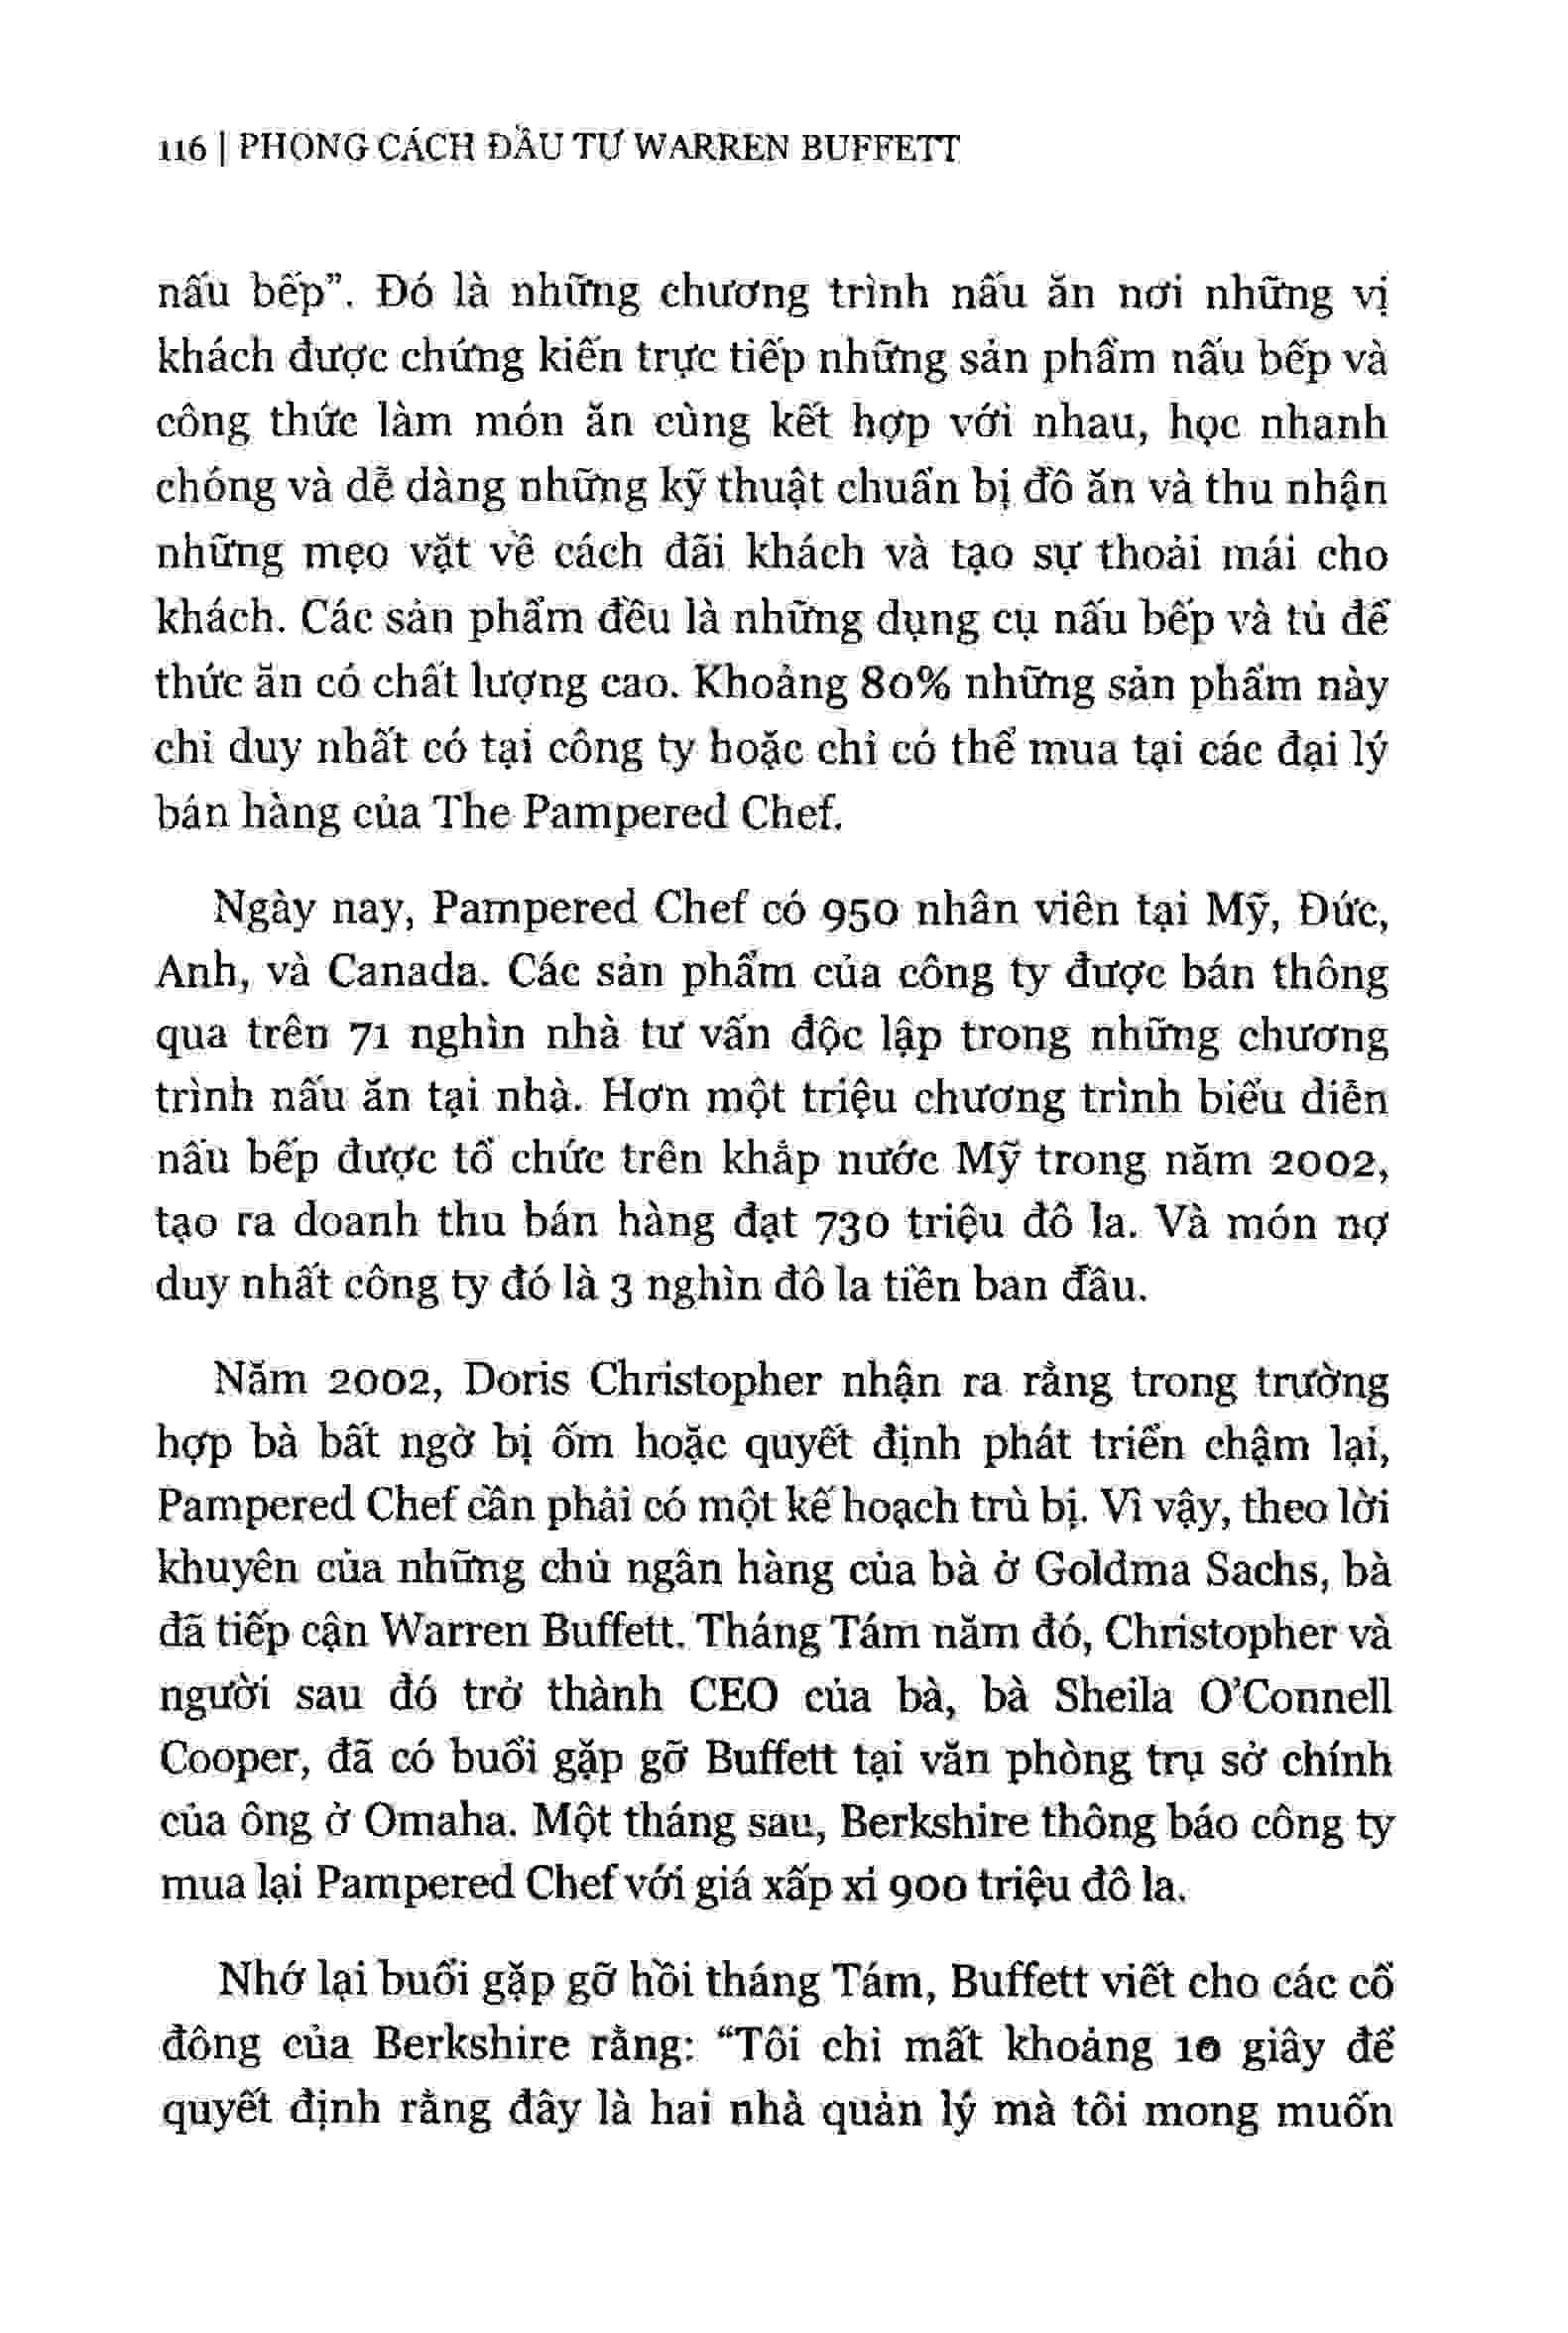 116 | PHONG CÁCH ĐẦU TƯ WARREN BUFFETT
nấu bếp”. Đó là những chương trình nấu ăn nơi những vị
khách được chứng kiến trực tiếp những sản phẩm nấu bếp và
công thức làm món ăn cùng kết hợp với nhau, học nhanh
chóng và dễ dàng những kỹ thuật chuẩn bị đồ ăn và thu nhận
những mẹo vặt về cách đãi khách và tạo sự thoải mái cho
khách. Các sản phẩm đều là những dụng cụ nấu bếp và tủ để
thức ăn có chất lượng cao. Khoảng 80% những sản phẩm này
chỉ duy nhất có tại công ty hoặc chỉ có thể mua tại các đại lý
bán hàng của The Pampered Chef.
Ngày nay, Pampered Chef có 950 nhân viên tại Mỹ, Đức,
Anh, và Canada. Các sản phẩm của công ty được bán thông
qua trên 71 nghìn nhà tư vấn độc lập trong những chương
trình nấu ăn tại nhà. Hơn một triệu chương trình biểu diễn
nấu bếp được tổ chức trên khắp nước Mỹ trong năm 2002,
tạo ra doanh thu bán hàng đạt 730 triệu đô la. Và món nợ
duy nhất công ty đó là 3 nghìn đô la tiền ban đầu.
Năm 2002, Doris Christopher nhận ra rằng trong trường
hợp bà bất ngờ bị ốm hoặc quyết định phát triển chậm lại,
Pampered Chef cần phải có một kế hoạch trù bị. Vì vậy, theo lời
khuyên của những chủ ngân hàng của bà ở Goldma Sachs, bà
đã tiếp cận Warren Buffett. Tháng Tám năm đó, Christopher và
người sau đó trở thành CEO của bà, bà Sheila O’Connell
Cooper, đã có buổi gặp gỡ Buffett tại văn phòng trụ sở chính
của ông ở Omaha. Một tháng sau, Berkshire thông báo công ty
mua lại Pampered Chef với giá xấp xỉ 900 triệu đô la.
Nhớ lại buổi gặp gỡ hồi tháng Tám, Buffett viết cho các cổ
đông của Berkshire rằng: “Tôi chỉ mất khoảng 10 giây để
quyết định rằng đây là hai nhà quản lý mà tôi mong muốn